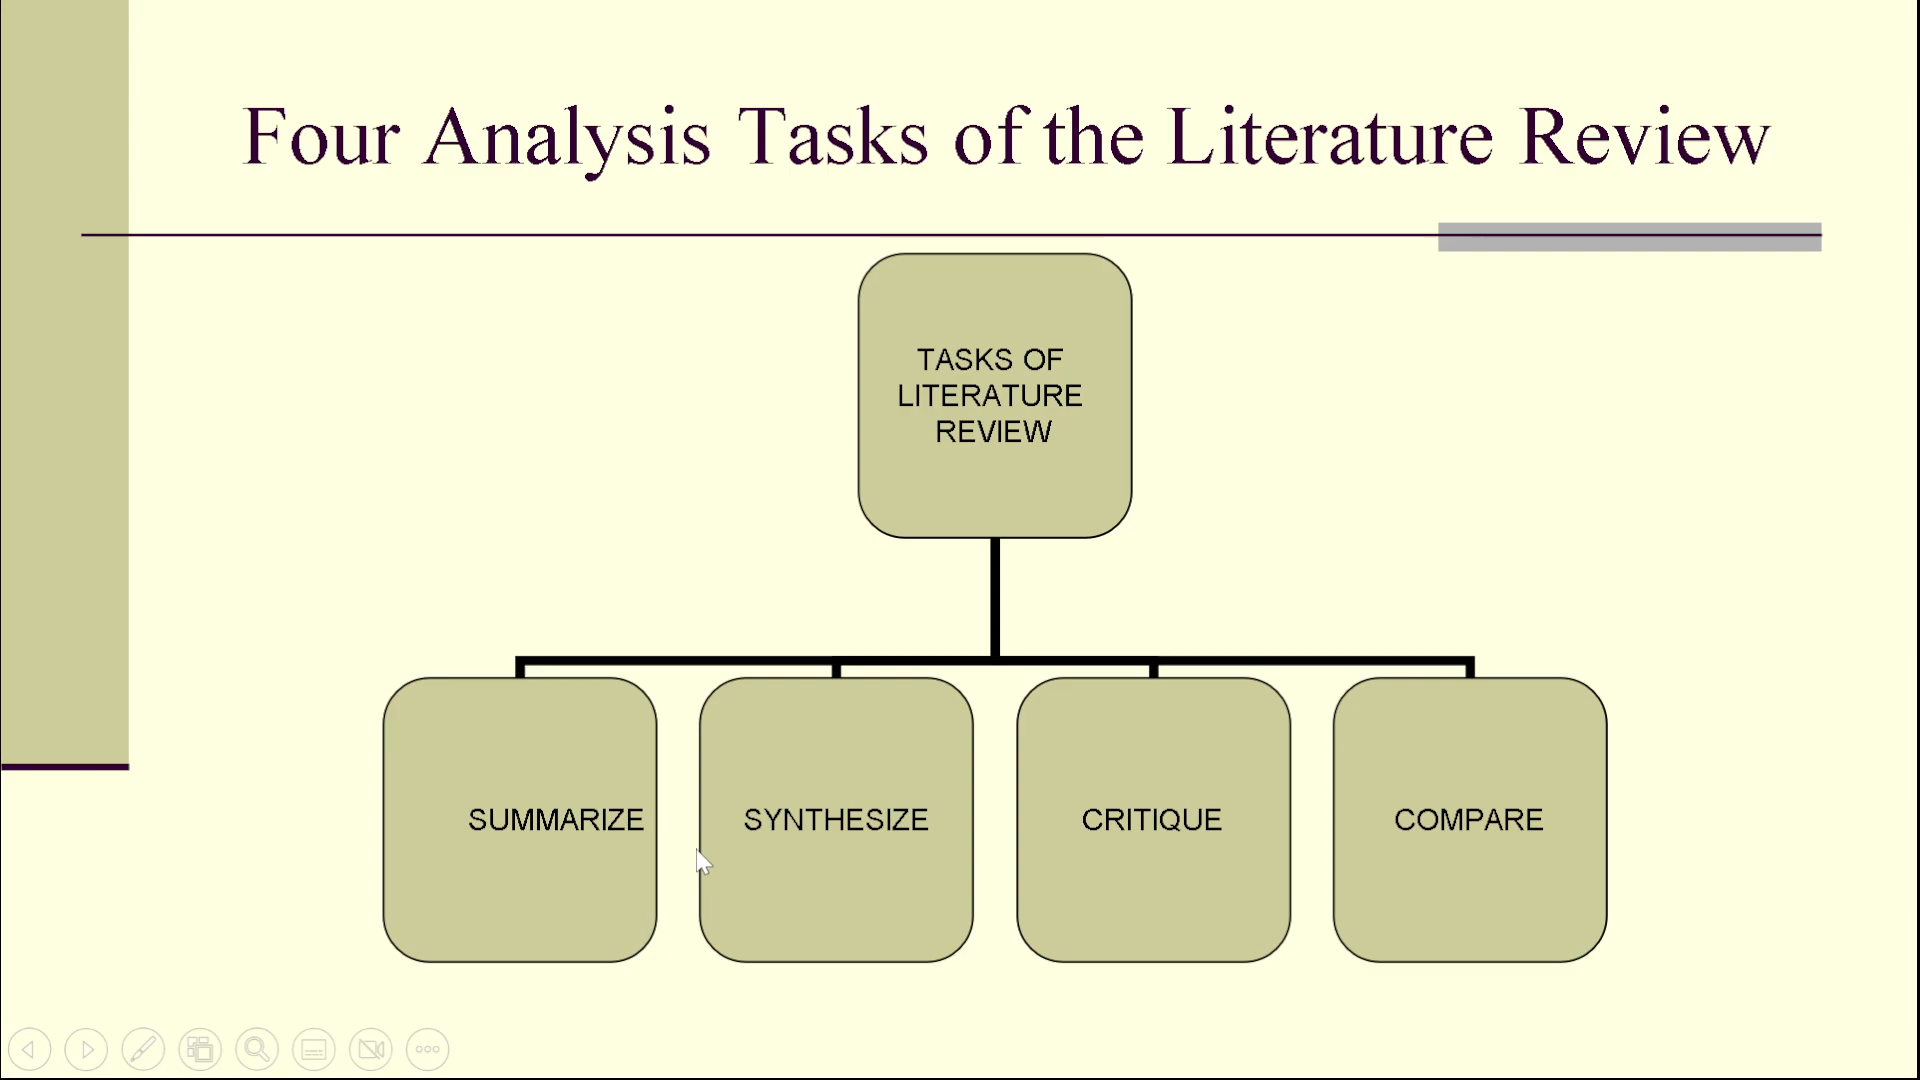 Four Analysis Tasks of the Literature Review
TASKS OF
LITERATURE
REVIEW
SUMMARIZE
SYNTHESIZE
CRITIQUE
COMPARE